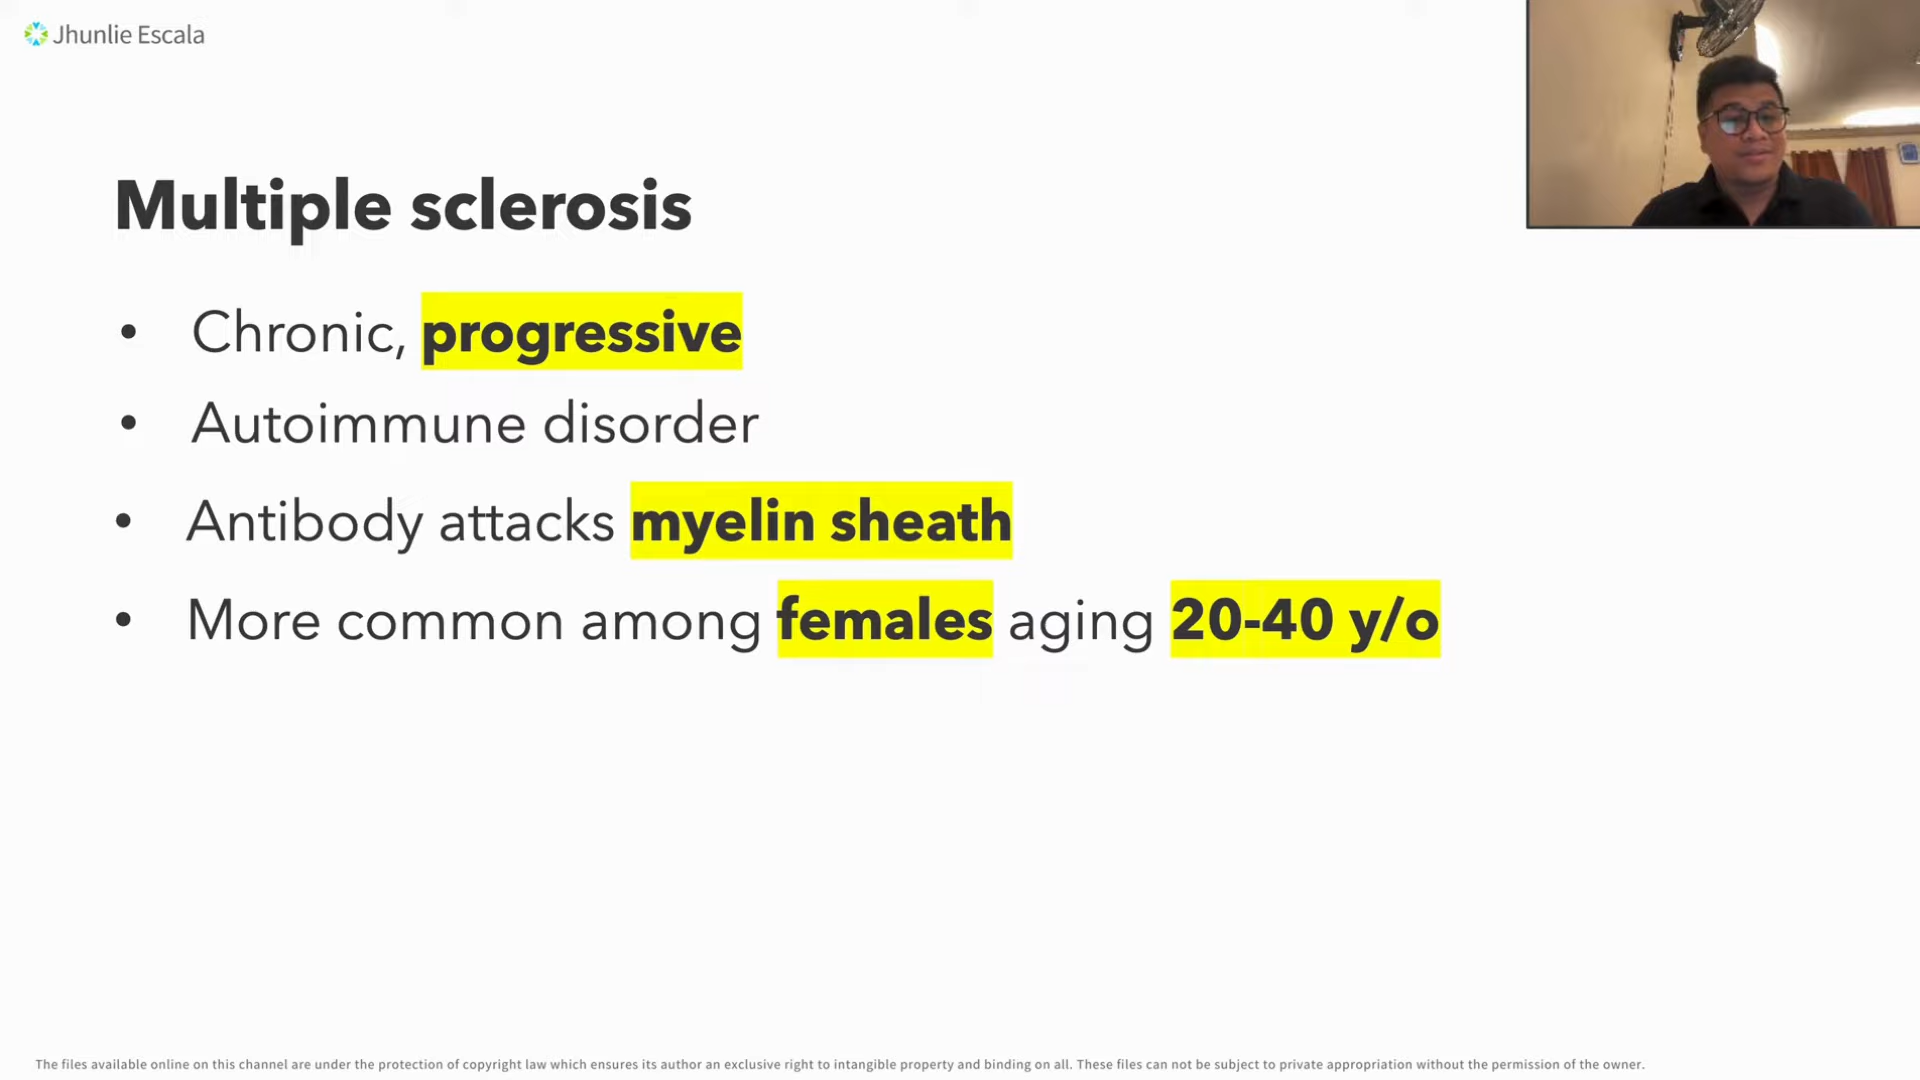 Jhunlie Escala
Multiple sclerosis
• Chronic, progressive
• Autoimmune disorder
• Antibody attacks myelin sheath
• More common among females aging 20-40 y/o
The files available online on this channel are under the protection of copyright law which ensures its author an exclusive right to intangible property and binding on all. These files can not be subject to private appropriation without the permission of the owner.